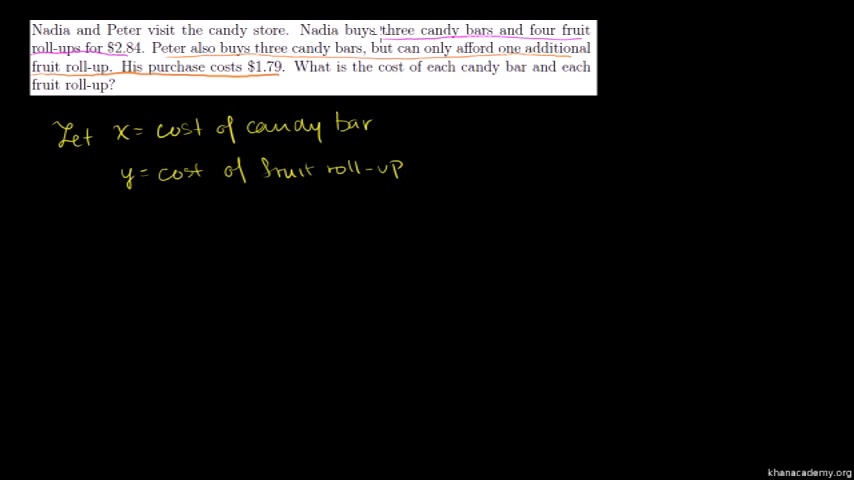 Nadia and Peter visit the candy store. Nadia buys three candy bars and four fruit
roll-ups for $2.84. Peter also buys three candy bars, but can only afford one additional
fruit roll-up. His purchase costs $1.79. What is the cost of each candy bar and each
fruit roll-up?
Let x = cost of candy bar
y = cost of fruit roll-up
khanacademy.org